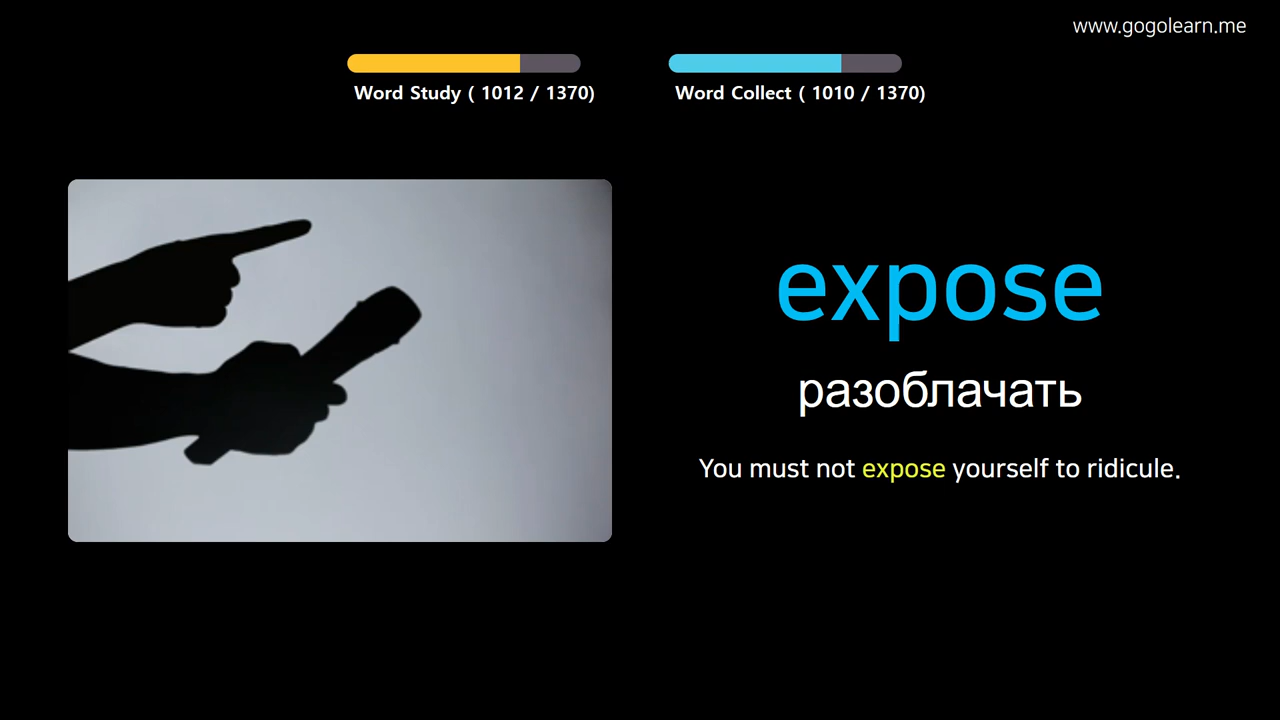 www.gogolearn.me
Word Study ( 1012 / 1370)
Word Collect ( 1010 / 1370)
expose
разоблачать
You must not expose yourself to ridicule.